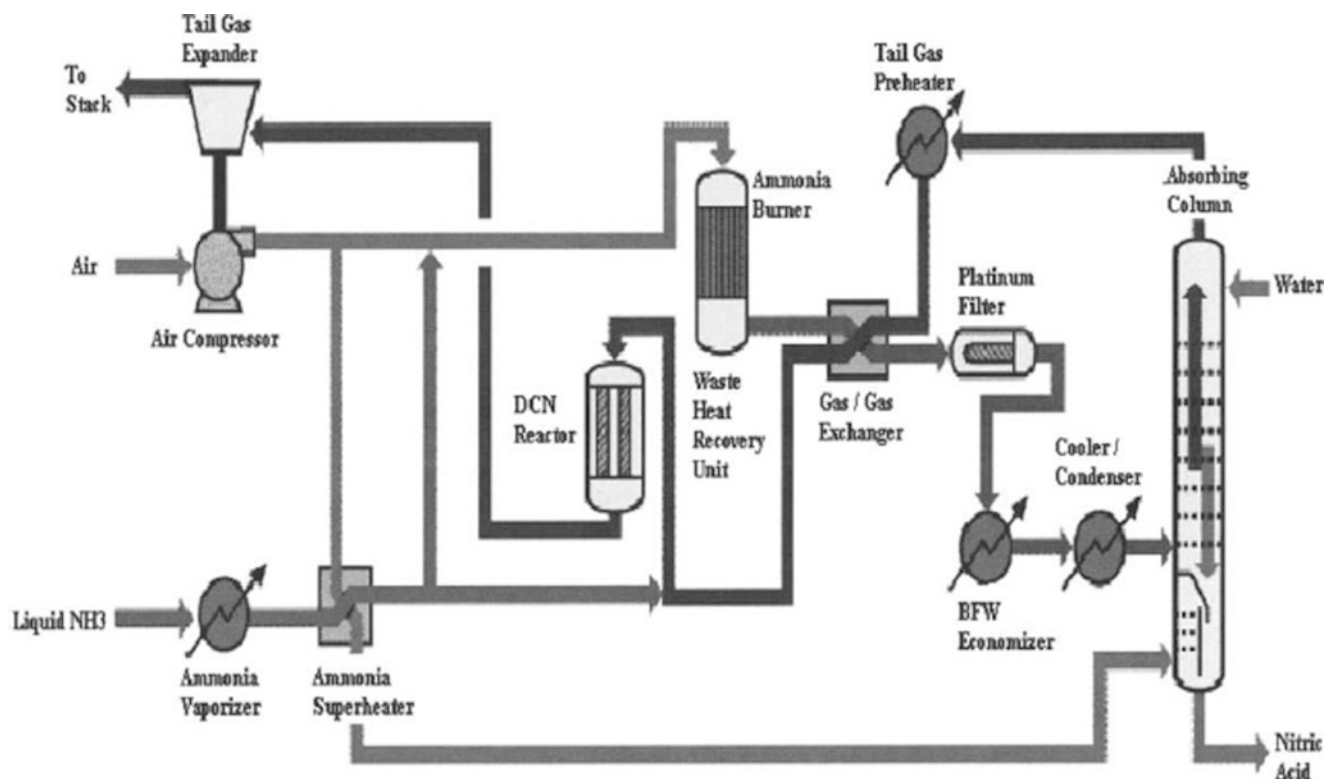 Tail Gas
Expander
To
Stack
Tail Gas
Preheater
Ammonia
Burner
Absorbing
Column
Air
Air Compressor
Platinum
Filter
Water
DCN
Reactor
Waste
Heat
Recovery
Unit
Gas / Gas
Exchanger
Cooler /
Condenser
Liquid NH3
Ammonia
Vaporizer
Ammonia
Superheater
BFW
Economizer
Nitric
Acid